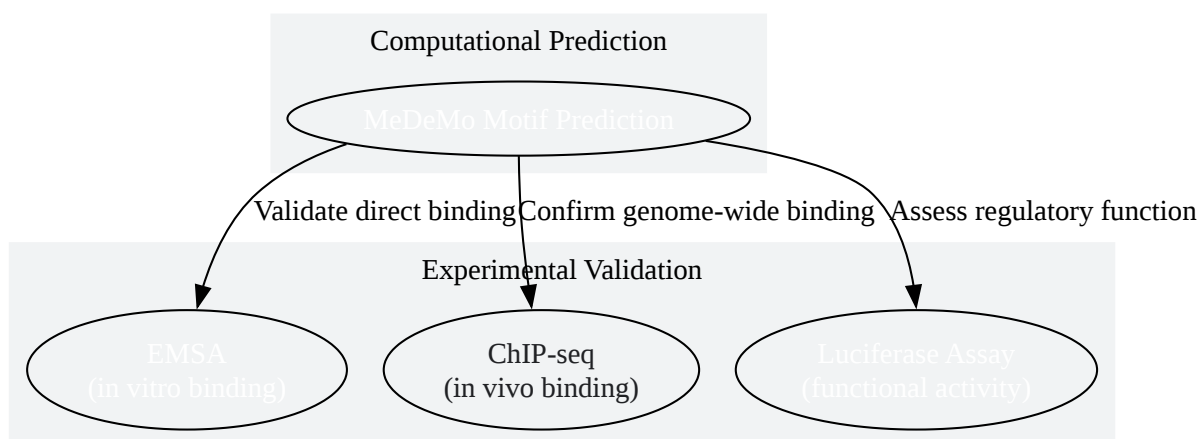 Computational Prediction
MeDeMo Motif Prediction
Validate direct binding
Confirm genome-wide binding
Assess regulatory function
Experimental Validation
EMSA
(in vitro binding)
ChIP-seq
(in vivo binding)
Luciferase Assay
(functional activity)